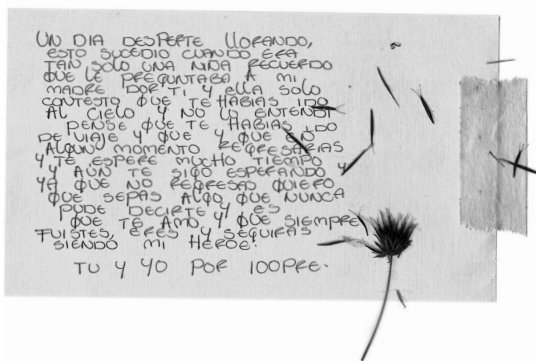 UN DIA DESPERTE LLORANDO,
ESTO SUCEDIO CUANDO ERA
TAN SOLO UNA NIÑA RECUERDO
QUE LE PREGUNTABA A MI
MADRE POR TI Y ELLA SOLO
CONTESTO QUE TE HABIAS IDO
AL CIELO Y NO LO ENTENDI
PENSE QUE TE HABIAS IDO
DE VIAJE Y QUE Y QUE EN
ALGUN MOMENTO REGRESARIAS
Y TE ESPERE MUCHO TIEMPO
Y AUN TE SIGO ESPERANDO Y
YA QUE NO REGRESAS QUIERO
QUE SEPAS ALGO QUE NUNCA
PUDE DECIRTE Y ES
QUE TE AMO Y QUE SIEMPRE
FUISTES, ERES Y SEGUIRAS
SIENDO MI HEROE!
TU Y YO POR 100PRE.